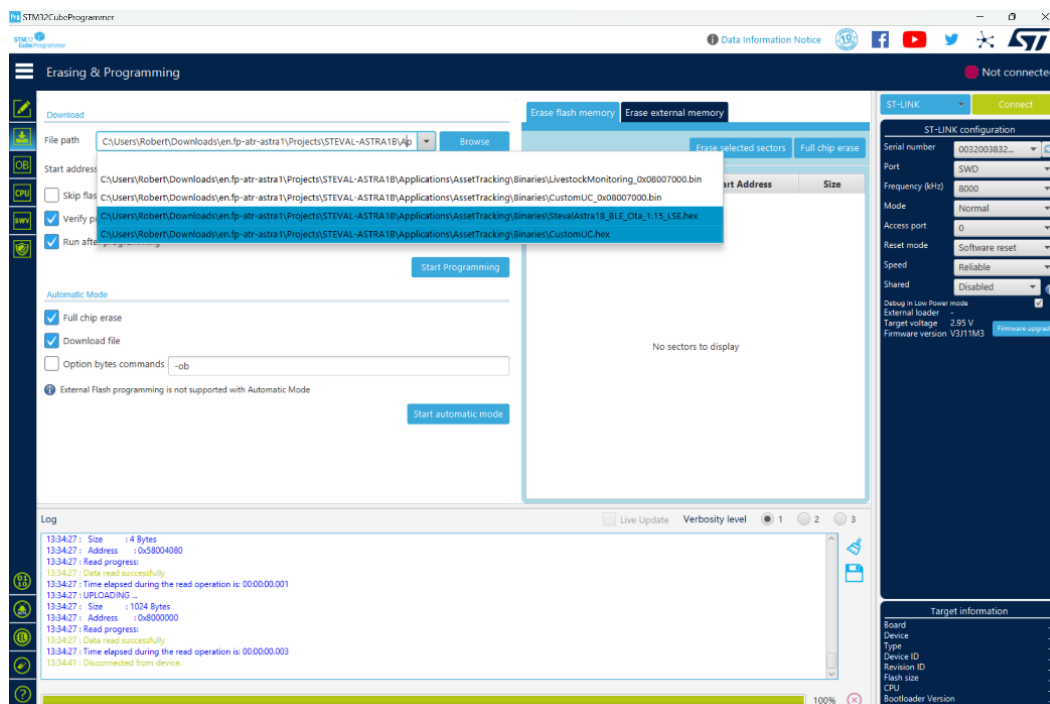 Prg STM32CubeProgrammer
STM32
CubeProgrammer
Data Information Notice
10
Erasing & Programming
Not connecte
Download
File path
C:\Users\Robert\Downloads\en.fp-atr-astra1\Projects\STEVAL-ASTRA1B\Ap
Browse
C:\Users\Robert\Downloads\en.fp-atr-astra1\Projects\STEVAL-ASTRA1B\Applications\AssetTracking\Binaries\LivestockMonitoring_0x08007000.bin
C:\Users\Robert\Downloads\en.fp-atr-astra1\Projects\STEVAL-ASTRA1B\Applications\AssetTracking\Binaries\CustomUC_0x08007000.bin
C:\Users\Robert\Downloads\en.fp-atr-astra1\Projects\STEVAL-ASTRA1B\Applications\AssetTracking\Binaries\StevalAstra1B_BLE_Ota_1.15_LSE.hex
C:\Users\Robert\Downloads\en.fp-atr-astra1\Projects\STEVAL-ASTRA1B\Applications\AssetTracking\Binaries\CustomUC.hex
Start address
Skip flas
Verify p
Run after programming
Start Programming
Automatic Mode
Full chip erase
Download file
Option bytes commands
-ob
External Flash programming is not supported with Automatic Mode
Start automatic mode
OB
CPU
SWV
Erase flash memory
Erase external memory
Erase selected sectors
Full chip erase
art Address
Size
No sectors to display
ST-LINK
Connect
ST-LINK configuration
Serial number
0032003832...
Port
SWD
Frequency (kHz)
8000
Mode
Normal
Access port
0
Reset mode
Software reset
Speed
Reliable
Shared
Disabled
Debug in Low Power mode
External loader -
Target voltage 2.95 V
Firmware version V3J11M3
Firmware upgrad
Log
Live Update
Verbosity level
1
2
3
13:34:27 : Size : 4 Bytes
13:34:27 : Address : 0x58004080
13:34:27 : Read progress:
13:34:27 : Data read successfully
13:34:27 : Time elapsed during the read operation is: 00:00:00.001
13:34:27 : UPLOADING ...
13:34:27 : Size : 1024 Bytes
13:34:27 : Address : 0x8000000
13:34:27 : Read progress:
13:34:27 : Data read successfully
13:34:27 : Time elapsed during the read operation is: 00:00:00.003
13:34:41 : Disconnected from device.
100%
Target information
Board
Device
Type
Device ID
Revision ID
Flash size
CPU
Bootloader Version